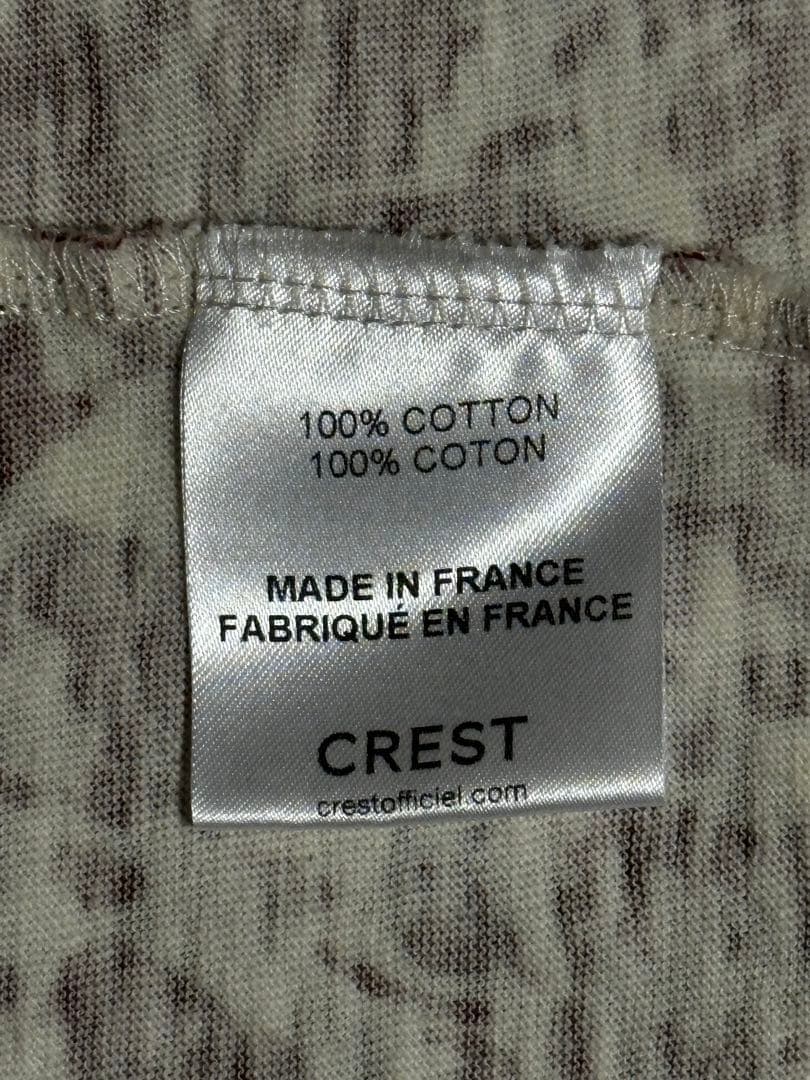 100% COTTON
100% COTON
MADE IN FRANCE
FABRIQUÉ EN FRANCE
CREST
crestofficiel.com